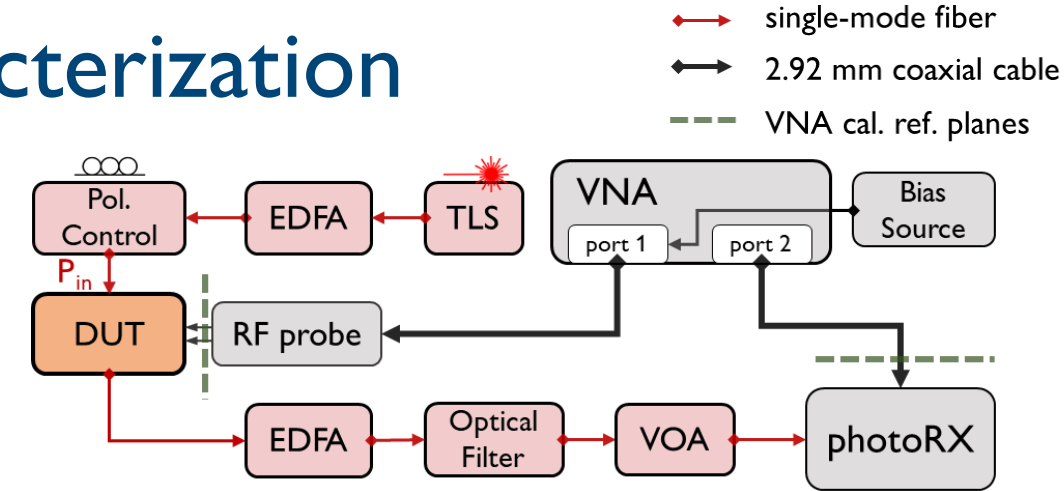 cterization
single-mode fiber
2.92 mm coaxial cable
VNA cal. ref. planes
Pol.
Control
EDFA
TLS
VNA
port 1
port 2
Bias
Source
Pin
DUT
RF probe
EDFA
Optical
Filter
VOA
photoRX